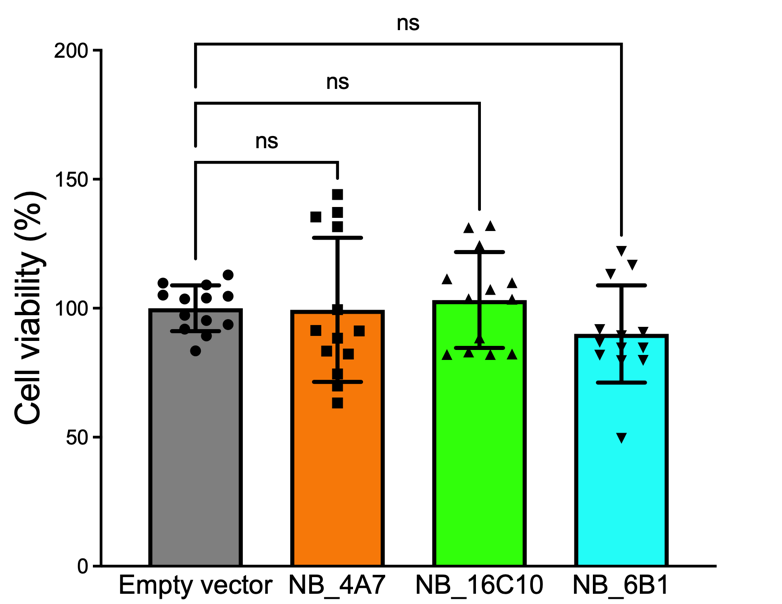 ns
200
ns
ns
150
Cell viability (%)
100
50
0
Empty vector NB_4A7 NB_16C10 NB_6B1